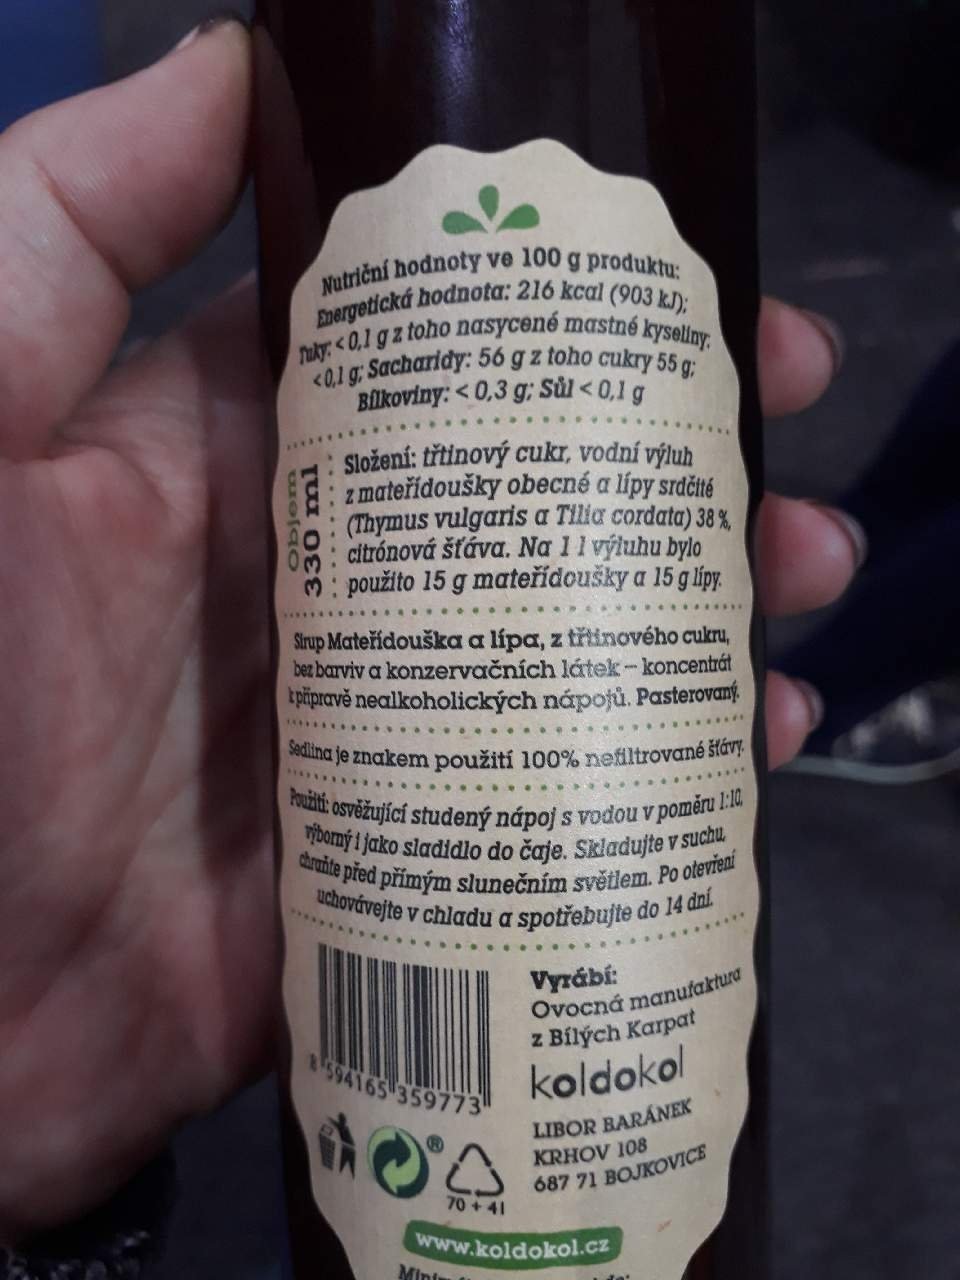 Nutriční hodnoty ve 100 g produktu:
Energetická hodnota: 216 kcal (903 kJ);
Tuky: < 0,1 g z toho nasycené mastné kyseliny:
< 0,1 g; Sacharidy: 56 g z toho cukry 55 g;
Bílkoviny: < 0,3 g; Sůl < 0,1 g
Objem
330 ml
Složení: třtinový cukr, vodní výluh
z mateřídoušky obecné a lípy srdčité
(Thymus vulgaris a Tilia cordata) 38 %,
citrónová šťáva. Na 1 l výluhu bylo
použito 15 g mateřídoušky a 15 g lípy.
Sirup Mateřídouška a lípa, z třtinového cukru,
bez barviv a konzervačních látek – koncentrát
k přípravě nealkoholických nápojů. Pasterovaný.
Sedlina je znakem použití 100% nefiltrované šťávy.
Použití: osvěžující studený nápoj s vodou v poměru 1:10,
výborný i jako sladidlo do čaje. Skladujte v suchu,
chraňte před přímým slunečním světlem. Po otevření
uchovávejte v chladu a spotřebujte do 14 dní.
8 594165 359773
Vyrábí:
Ovocná manufaktura
z Bílých Karpat
koldokol
LIBOR BARÁNEK
KRHOV 108
687 71 BOJKOVICE
®
70 + 41
www.koldokol.cz